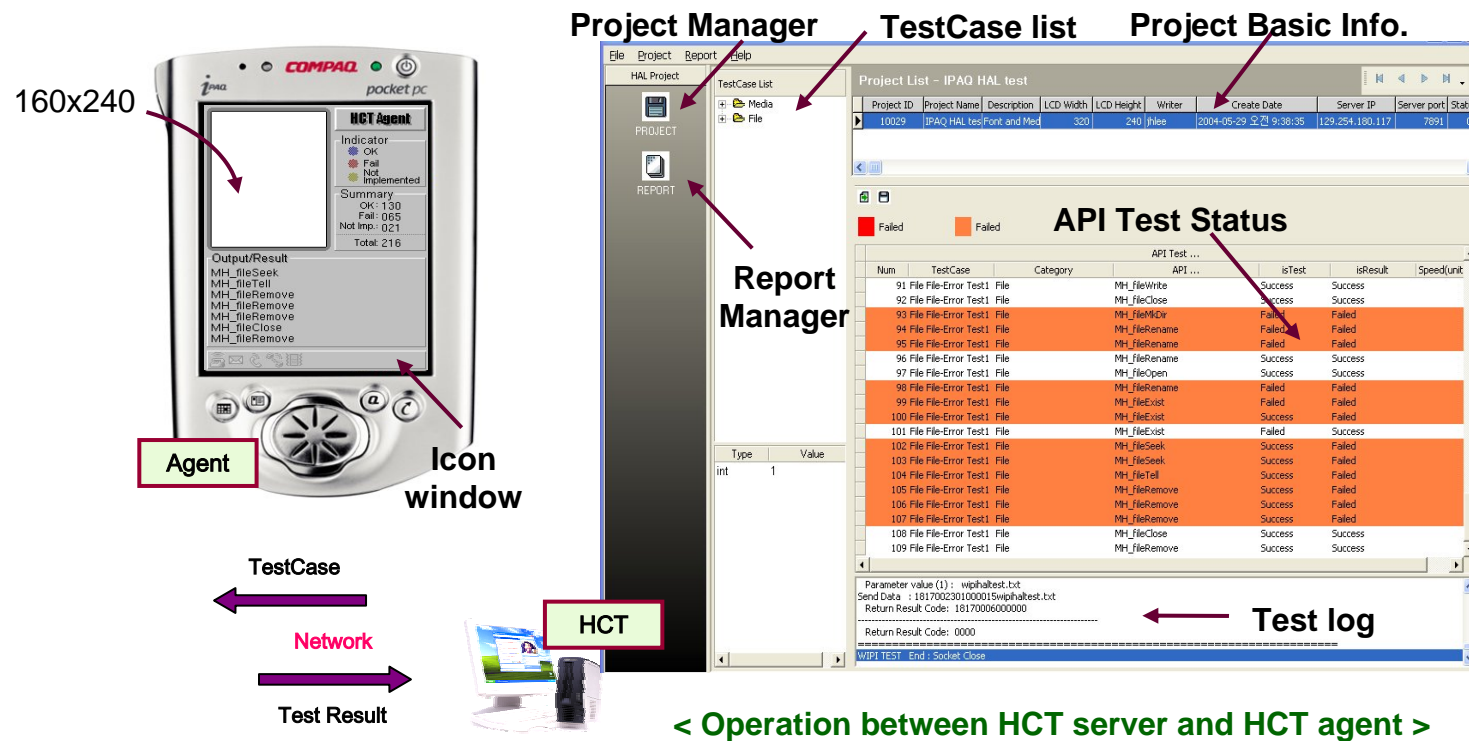 Project Manager
TestCase list
Project Basic Info.
160x240
COMPAQ
iPAQ
pocket pc
HCT Agent
Indicator
OK
Fail
Not
Implemented
Summary
OK: 130
Fail: 065
Not Imp.: 021
Total: 216
Output/Result
MH_fileSeek
MH_fileTell
MH_fileRemove
MH_fileRemove
MH_fileRemove
MH_fileClose
MH_fileRemove
Agent
Icon
window
TestCase
Network
Test Result
HCT
File Project Report Help
HAL Project
PROJECT
REPORT
Report
Manager
TestCase List
Media
File
Type Value
int 1
Project List - IPAQ HAL test
Project ID Project Name Description LCD Width LCD Height Writer Create Date Server IP Server port Stat
10029 IPAQ HAL tes Font and Med 320 240 jhlee 2004-05-29 오전 9:38:35 129.254.180.117 7891 0
Failed Failed
API Test Status
API Test ...
Num TestCase Category API ... isTest isResult Speed(unit
91 File File-Error Test1 File MH_fileWrite Success Success
92 File File-Error Test1 File MH_fileClose Success Success
93 File File-Error Test1 File MH_fileMkDir Failed Failed
94 File File-Error Test1 File MH_fileRename Failed Failed
95 File File-Error Test1 File MH_fileRename Failed Failed
96 File File-Error Test1 File MH_fileRename Success Success
97 File File-Error Test1 File MH_fileOpen Success Success
98 File File-Error Test1 File MH_fileRename Failed Failed
99 File File-Error Test1 File MH_fileExist Failed Failed
100 File File-Error Test1 File MH_fileExist Success Failed
101 File File-Error Test1 File MH_fileExist Failed Success
102 File File-Error Test1 File MH_fileSeek Success Failed
103 File File-Error Test1 File MH_fileSeek Success Failed
104 File File-Error Test1 File MH_fileTell Success Failed
105 File File-Error Test1 File MH_fileRemove Success Failed
106 File File-Error Test1 File MH_fileRemove Success Failed
107 File File-Error Test1 File MH_fileRemove Success Failed
108 File File-Error Test1 File MH_fileClose Success Success
109 File File-Error Test1 File MH_fileRemove Success Success
Parameter value (1) : wipihaltest.txt
Send Data : 1817002301000015wipihaltest.txt
Return Result Code: 18170006000000
Return Result Code: 0000
WIPI TEST End : Socket Close
Test log
< Operation between HCT server and HCT agent >